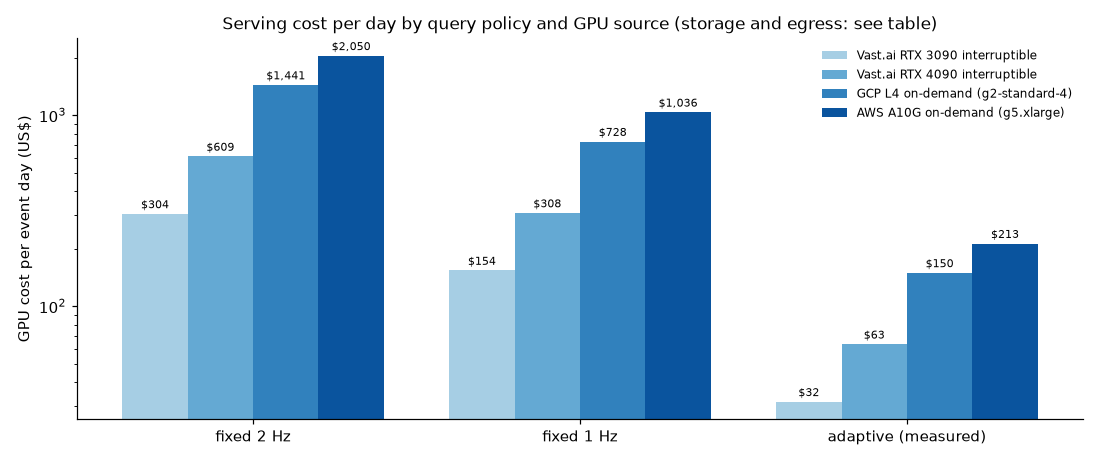 Serving cost per day by query policy and GPU source (storage and egress: see table)
Vast.ai RTX 3090 interruptible
Vast.ai RTX 4090 interruptible
GCP L4 on-demand (g2-standard-4)
AWS A10G on-demand (g5.xlarge)
GPU cost per event day (US$)
10³
10²
$304
$609
$1,441
$2,050
$154
$308
$728
$1,036
$32
$63
$150
$213
fixed 2 Hz
fixed 1 Hz
adaptive (measured)